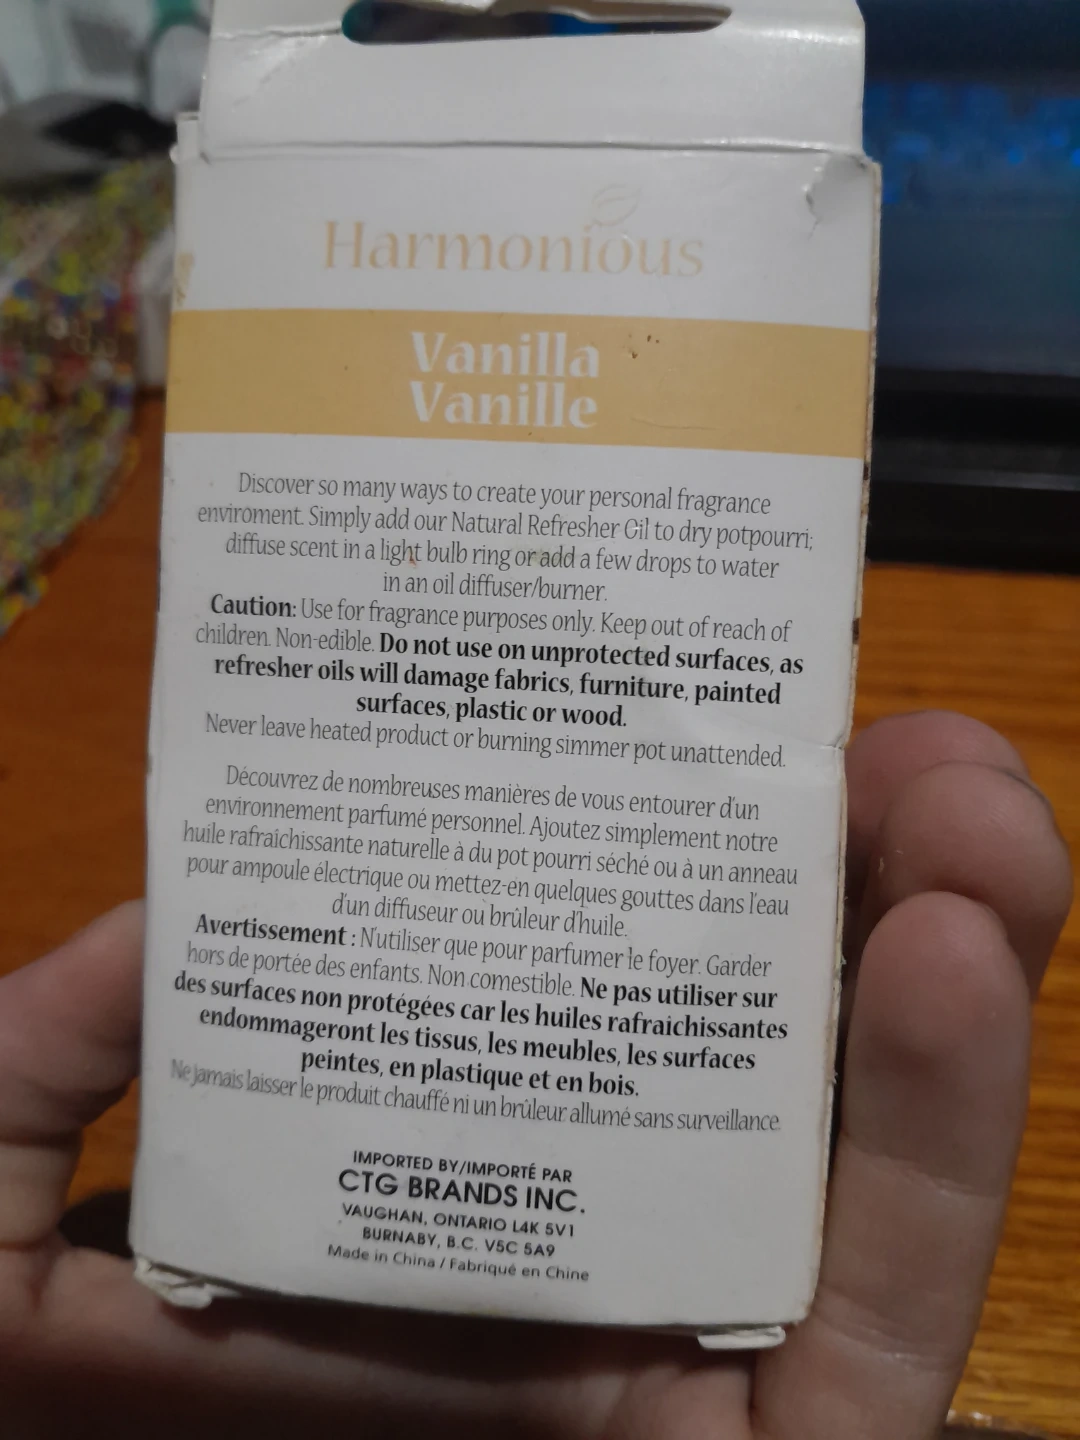 Harmonious
Vanilla
Vanille
Discover so many ways to create your personal fragrance
enviroment. Simply add our Natural Refresher Oil to dry potpourri;
diffuse scent in a light bulb ring or add a few drops to water
in an oil diffuser/burner.
Caution: Use for fragrance purposes only. Keep out of reach of
children. Non-edible. Do not use on unprotected surfaces, as
refresher oils will damage fabrics, furniture, painted
surfaces, plastic or wood.
Never leave heated product or burning simmer pot unattended.
Découvrez de nombreuses manières de vous entourer d'un
environnement parfumé personnel. Ajoutez simplement notre
huile rafraîchissante naturelle à du pot pourri séché ou à un anneau
pour ampoule électrique ou mettez-en quelques gouttes dans l'eau
d'un diffuseur ou brûleur d'huile.
Avertissement : N'utiliser que pour parfumer le foyer. Garder
hors de portée des enfants. Non comestible. Ne pas utiliser sur
des surfaces non protégées car les huiles rafraîchissantes
endommageront les tissus, les meubles, les surfaces
peintes, en plastique et en bois.
Ne jamais laisser le produit chauffé ni un brûleur allumé sans surveillance.
IMPORTED BY/IMPORTÉ PAR
CTG BRANDS INC.
VAUGHAN, ONTARIO L4K 5V1
BURNABY, B.C. V5C 5A9
Made in China / Fabriqué en Chine